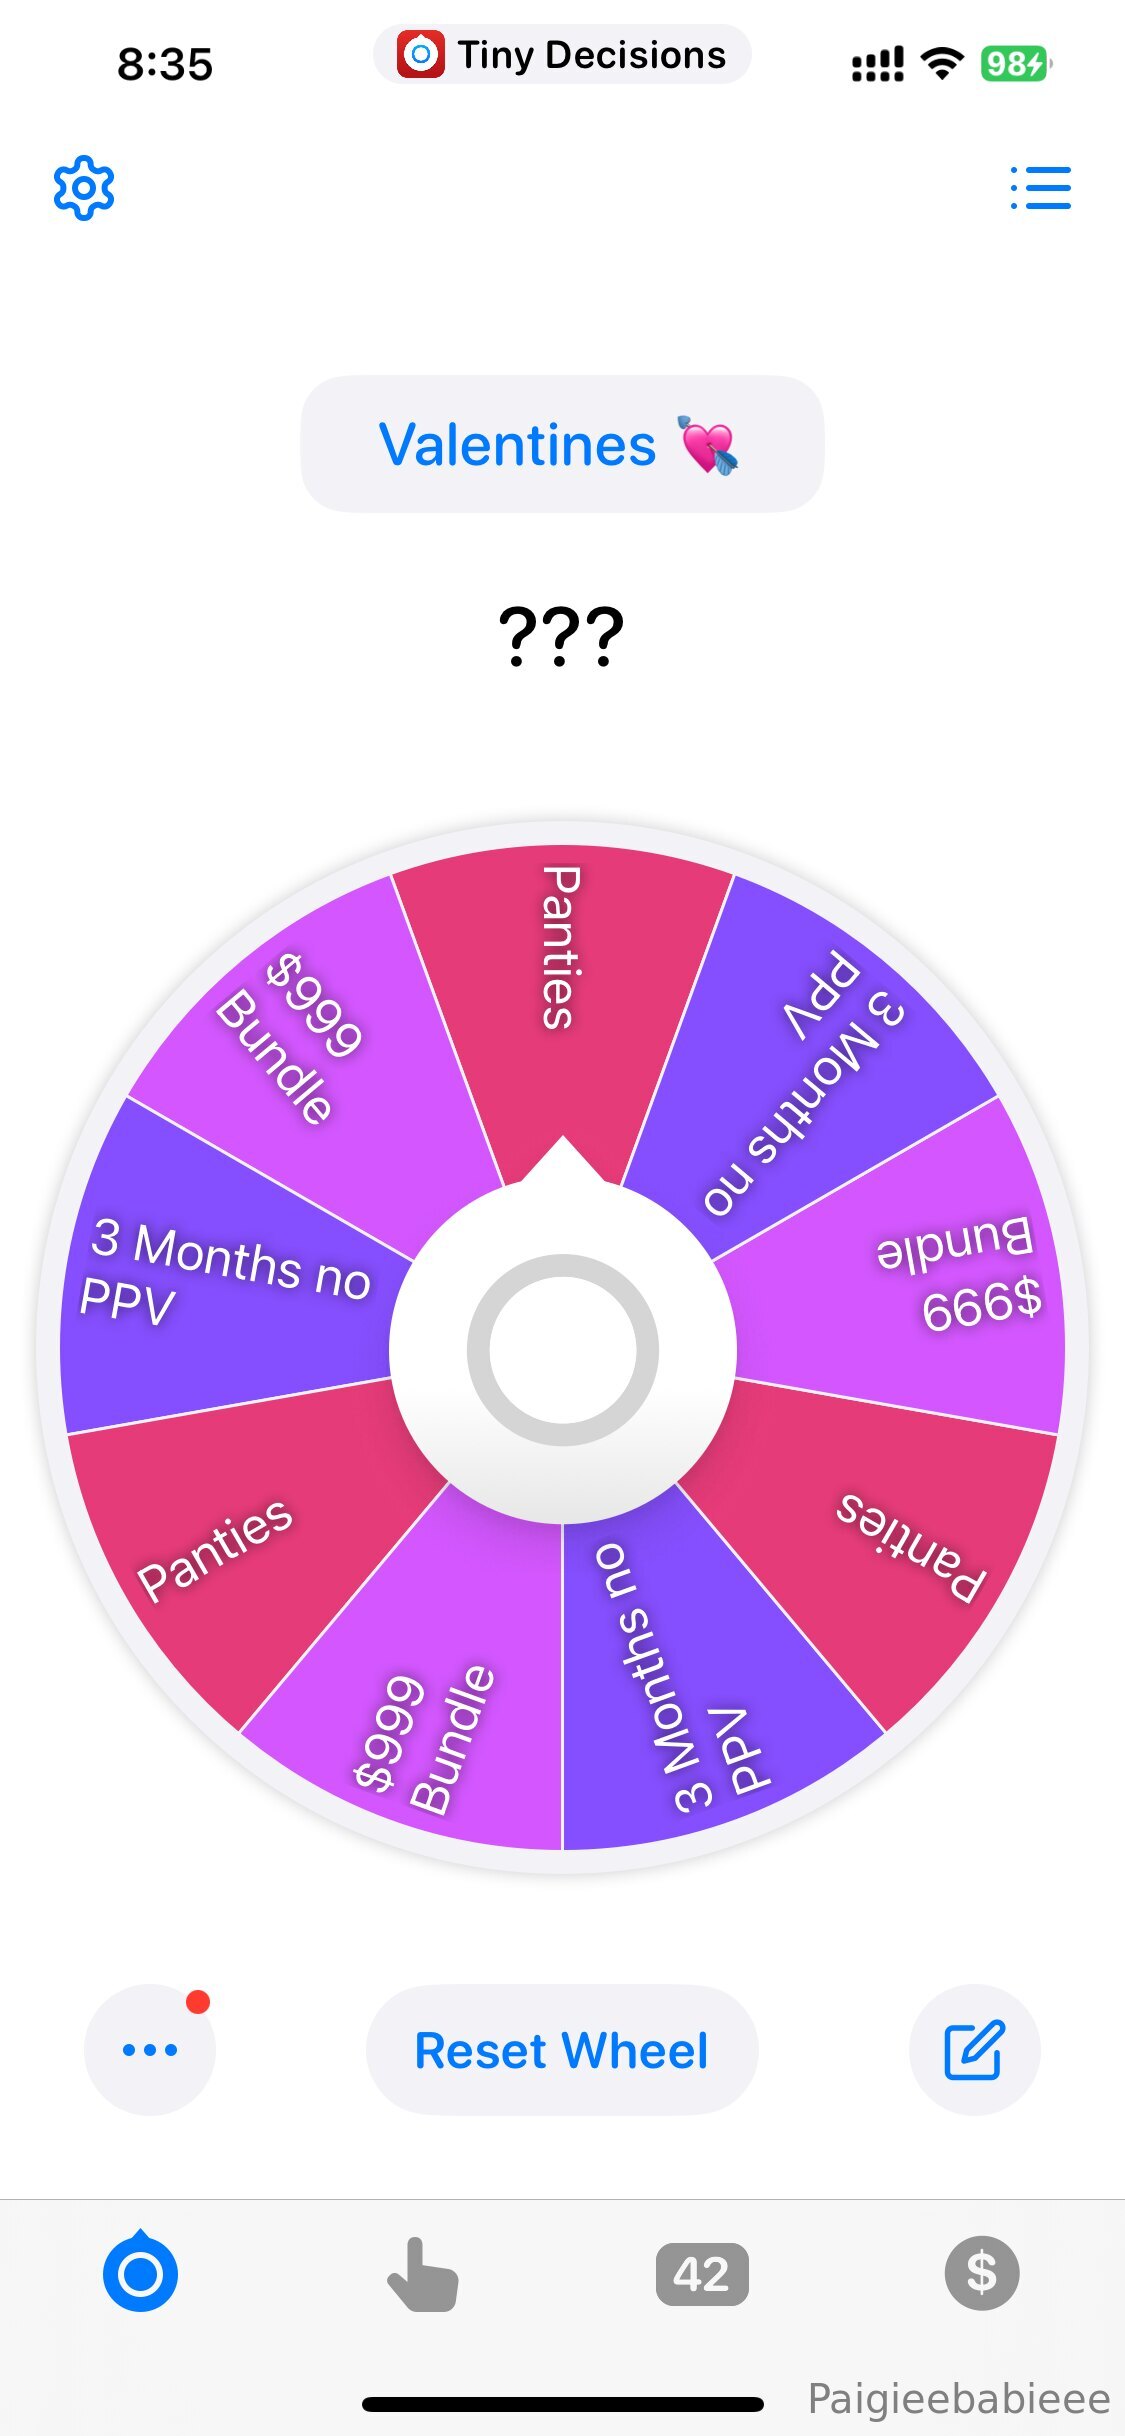 8:35
Tiny Decisions
98
Valentines 💘
???
Panties
3 Months no
PPV
$999
Bundle
Panties
3 Months no
PPV
$999
Bundle
Panties
3 Months no
PPV
$999
Bundle
Reset Wheel
42
$
Paigieebabieee